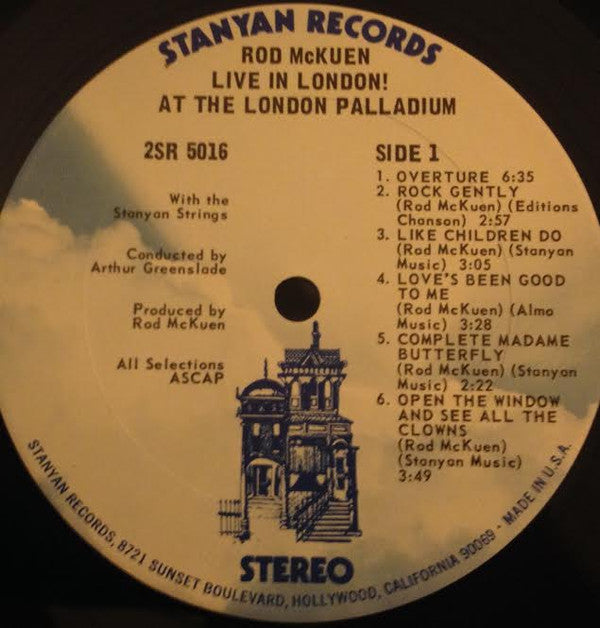 STANYAN RECORDS
ROD McKUEN
LIVE IN LONDON!
AT THE LONDON PALLADIUM
2SR 5016
With the
Stanyan Strings
Conducted by
Arthur Greenslade
Produced by
Rod McKuen
All Selections
ASCAP
SIDE 1
1. OVERTURE 6:35
2. ROCK GENTLY
(Rod McKuen) (Editions
Chanson) 2:57
3. LIKE CHILDREN DO
(Rod McKuen) (Stanyan
Music) 3:05
4. LOVE'S BEEN GOOD
TO ME
(Rod McKuen) (Almo
Music) 3:28
5. COMPLETE MADAME
BUTTERFLY
(Rod McKuen) (Stanyan
Music) 2:22
6. OPEN THE WINDOW
AND SEE ALL THE
CLOWNS
(Rod McKuen)
(Stanyan Music)
3:49
STEREO
STANYAN RECORDS, 8721 SUNSET BOULEVARD, HOLLYWOOD, CALIFORNIA 90069 - MADE IN U.S.A.